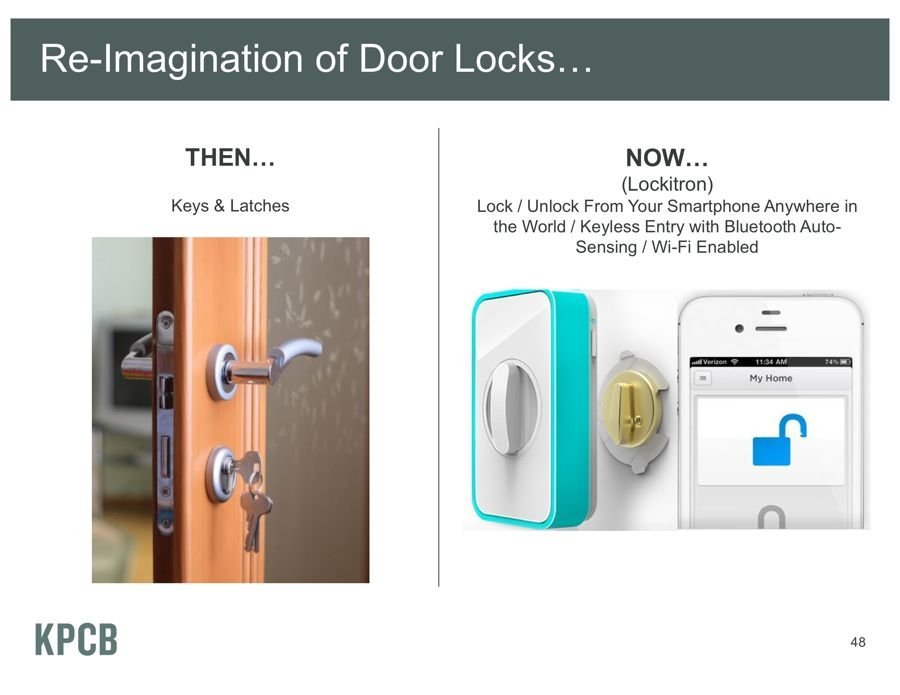 Re-Imagination of Door Locks…
THEN…
Keys & Latches
NOW…
(Lockitron)
Lock / Unlock From Your Smartphone Anywhere in
the World / Keyless Entry with Bluetooth Auto-
Sensing / Wi-Fi Enabled
Verizon 11:34 AM 74%
My Home
KPCB
48